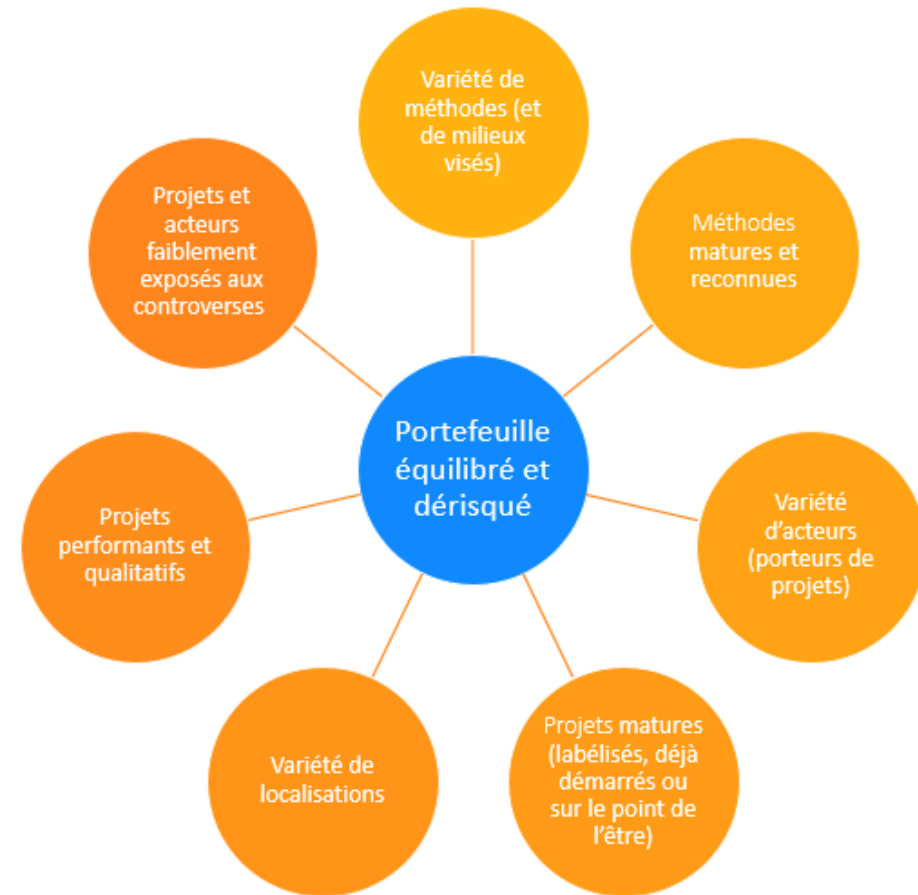 Variété de
méthodes (et
de milieux
visés)
Méthodes
matures et
reconnues
Variété
d'acteurs
(porteurs de
projets)
Projets matures
(labélisés, déjà
démarrés ou
sur le point de
l'être)
Variété de
localisations
Projets
performants et
qualitatifs
Projets et
acteurs
faiblement
exposés aux
controverses
Portefeuille
équilibré et
dérisqué